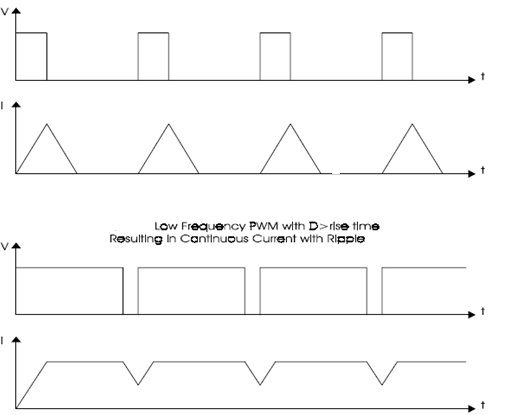 V
t
I
t
Low Frequency PWM with D>rise time
Resulting in Continuous Current with Ripple
V
t
I
t